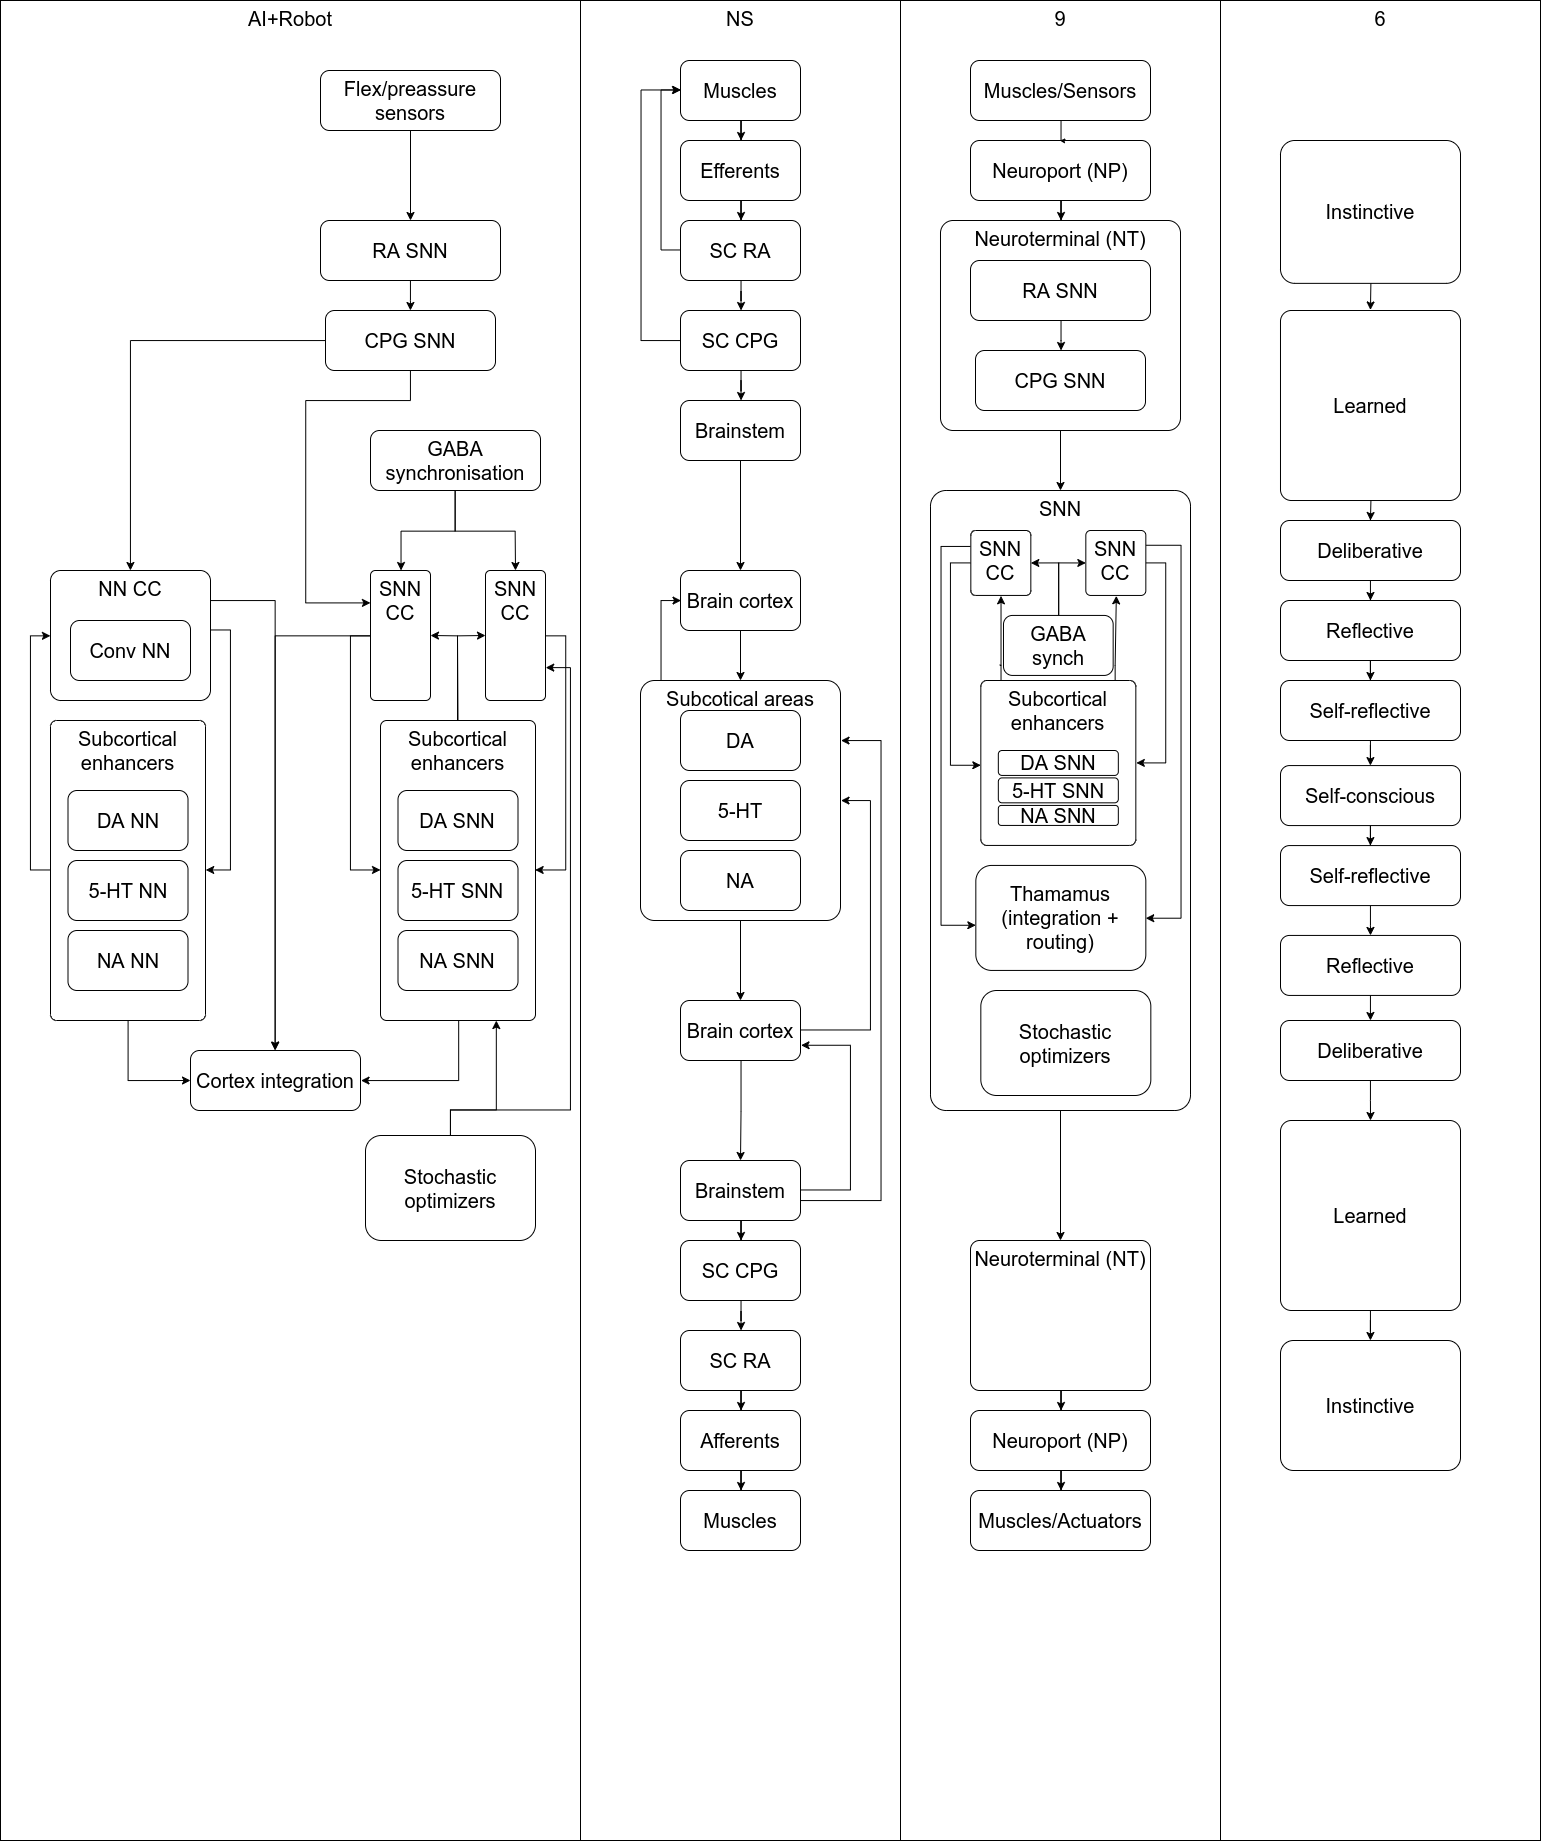 AI+Robot
Flex/preassure
sensors
RA SNN
CPG SNN
GABA
synchronisation
NN CC
Conv NN
SNN
CC
SNN
CC
Subcortical
enhancers
DA NN
5-HT NN
NA NN
Subcortical
enhancers
DA SNN
5-HT SNN
NA SNN
Cortex integration
Stochastic
optimizers
NS
Muscles
Efferents
SC RA
SC CPG
Brainstem
Brain cortex
Subcotical areas
DA
5-HT
NA
Brain cortex
Brainstem
SC CPG
SC RA
Afferents
Muscles
9
Muscles/Sensors
Neuroport (NP)
Neuroterminal (NT)
RA SNN
CPG SNN
SNN
SNN
CC
SNN
CC
GABA
synch
Subcortical
enhancers
DA SNN
5-HT SNN
NA SNN
Thamamus
(integration +
routing)
Stochastic
optimizers
Neuroterminal (NT)
Neuroport (NP)
Muscles/Actuators
6
Instinctive
Learned
Deliberative
Reflective
Self-reflective
Self-conscious
Self-reflective
Reflective
Deliberative
Learned
Instinctive